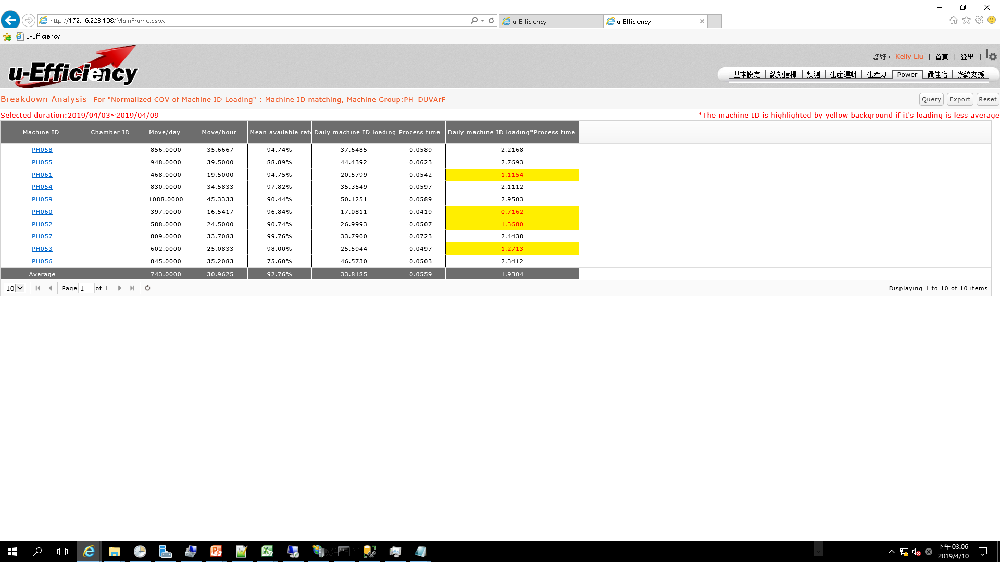 http://172.16.223.108/MainFrame.aspx
u-Efficiency
u-Efficiency
u-Efficiency
u-Efficiency
您好， Kelly Liu | 首頁 | 登出 |
基本設定 績效指標 預測 生產週期 生產力 Power 最佳化 系統支援
Breakdown Analysis For "Normalized COV of Machine ID Loading" : Machine ID matching, Machine Group:PH_DUVArF
Query Export Reset
Selected duration:2019/04/03~2019/04/09
*The machine ID is highlighted by yellow background if it's loading is less average
Machine ID Chamber ID Move/day Move/hour Mean available rate Daily machine ID loading Process time Daily machine ID loading*Process time
PH058 856.0000 35.6667 94.74% 37.6485 0.0589 2.2168
PH055 948.0000 39.5000 88.89% 44.4392 0.0623 2.7693
PH061 468.0000 19.5000 94.75% 20.5799 0.0542 1.1154
PH054 830.0000 34.5833 97.82% 35.3549 0.0597 2.1112
PH059 1088.0000 45.3333 90.44% 50.1251 0.0589 2.9503
PH060 397.0000 16.5417 96.84% 17.0811 0.0419 0.7162
PH052 588.0000 24.5000 90.74% 26.9993 0.0507 1.3680
PH057 809.0000 33.7083 99.76% 33.7900 0.0723 2.4438
PH053 602.0000 25.0833 98.00% 25.5944 0.0497 1.2713
PH056 845.0000 35.2083 75.60% 46.5730 0.0503 2.3412
Average 743.0000 30.9625 92.76% 33.8185 0.0559 1.9304
10 Page 1 of 1
Displaying 1 to 10 of 10 items
半
下午 03:06
2019/4/10